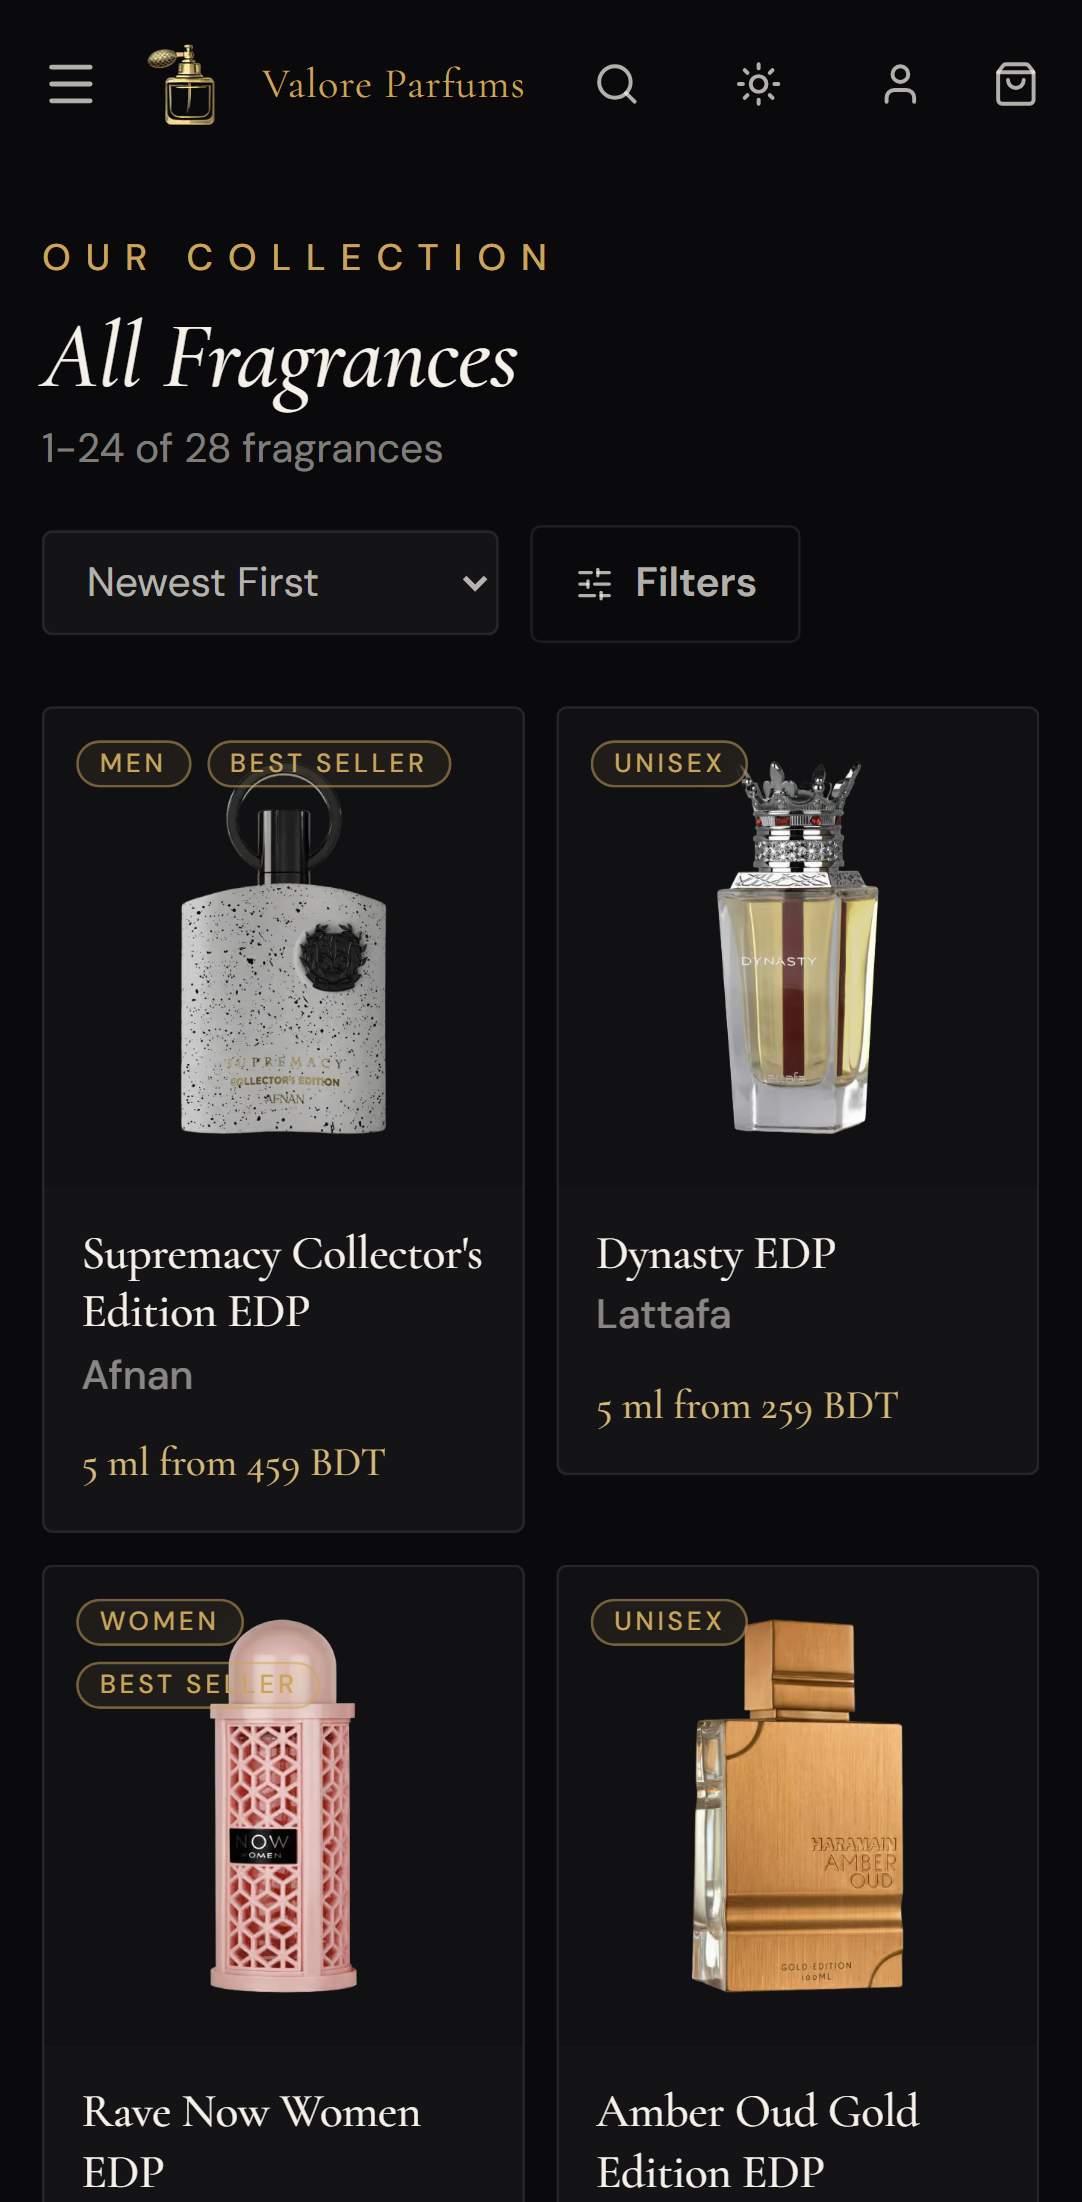 Valore Parfums
OUR COLLECTION
All Fragrances
1–24 of 28 fragrances
Newest First
Filters
MEN
BEST SELLER
SUPREMACY
COLLECTOR'S EDITION
AFNAN
Supremacy Collector's
Edition EDP
Afnan
5 ml from 459 BDT
UNISEX
DYNASTY
Lattafa
Dynasty EDP
Lattafa
5 ml from 259 BDT
WOMEN
BEST SELLER
NOW
WOMEN
Rave Now Women
EDP
UNISEX
HARAMAIN
AMBER
OUD
GOLD EDITION
100ML
Amber Oud Gold
Edition EDP